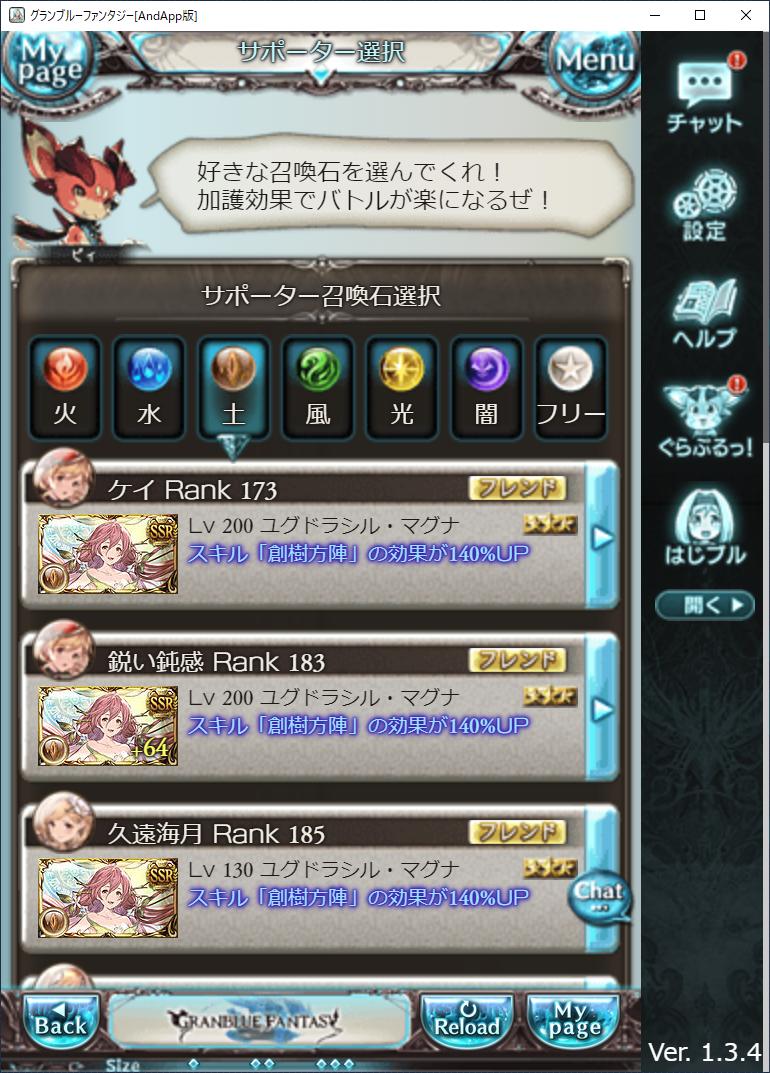 グランブルーファンタジー[AndApp版]
My page
サポーター選択
Menu
チャット
設定
ヘルプ
ぐらぶるっ!
はじブル
開く
好きな召喚石を選んでくれ!
加護効果でバトルが楽になるぜ!
ビィ
サポーター召喚石選択
火 水 土 風 光 闇 フリー
ケイ Rank 173 フレンド
SSR
Lv 200 ユグドラシル・マグナ
スキル「創樹方陣」の効果が140%UP
鋭い鈍感 Rank 183 フレンド
SSR
+64
Lv 200 ユグドラシル・マグナ
スキル「創樹方陣」の効果が140%UP
久遠海月 Rank 185 フレンド
SSR
Lv 130 ユグドラシル・マグナ
スキル「創樹方陣」の効果が140%UP
Chat
Back
GRANBLUE FANTASY
Reload
My page
Size
Ver. 1.3.4